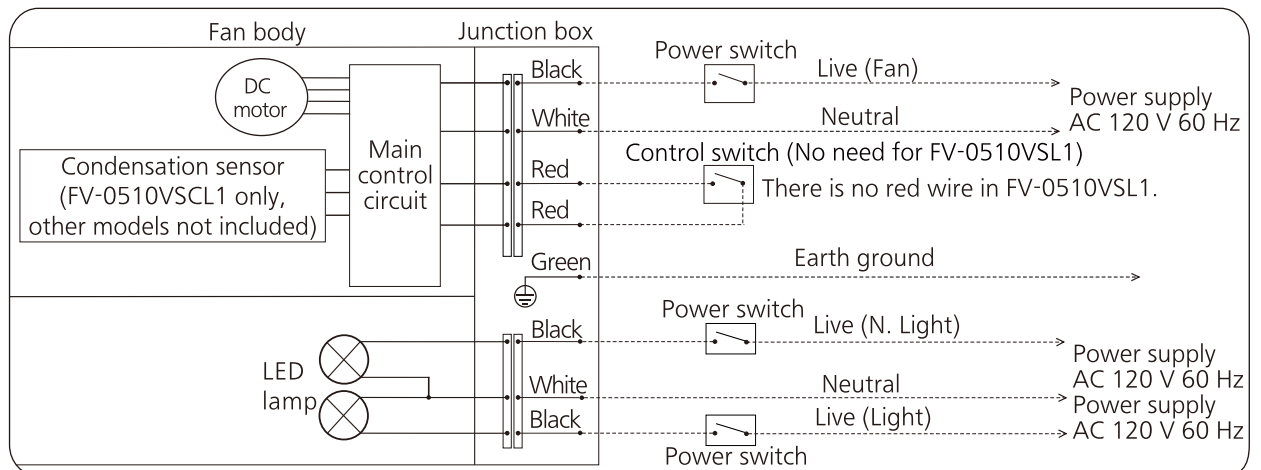 Fan body
Junction box
DC
motor
Condensation sensor
(FV-0510VSCL1 only,
other models not included)
Main
control
circuit
Black
White
Red
Red
Green
Power switch
Live (Fan)
Neutral
Power supply
AC 120 V 60 Hz
Control switch (No need for FV-0510VSL1)
There is no red wire in FV-0510VSL1.
Earth ground
LED
lamp
Black
White
Black
Power switch
Live (N. Light)
Neutral
Live (Light)
Power switch
Power supply
AC 120 V 60 Hz
Power supply
AC 120 V 60 Hz